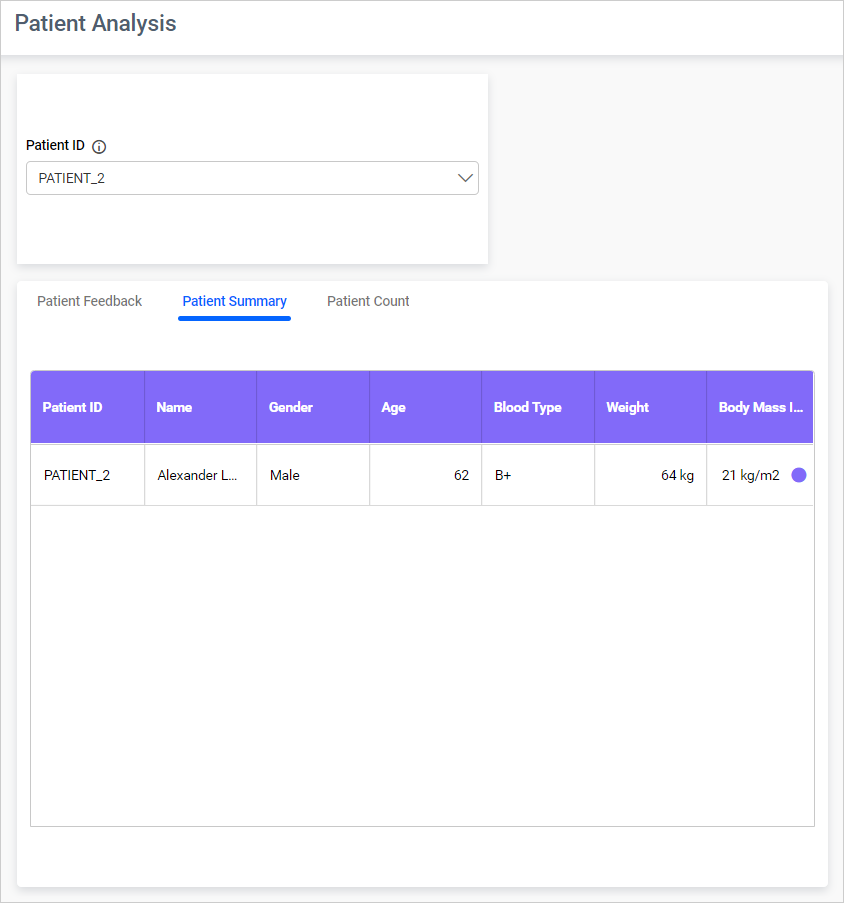 Patient Analysis
Patient ID
PATIENT_2
Patient Feedback Patient Summary Patient Count
Patient ID Name Gender Age Blood Type Weight Body Mass I...
PATIENT_2 Alexander L... Male 62 B+ 64 kg 21 kg/m2